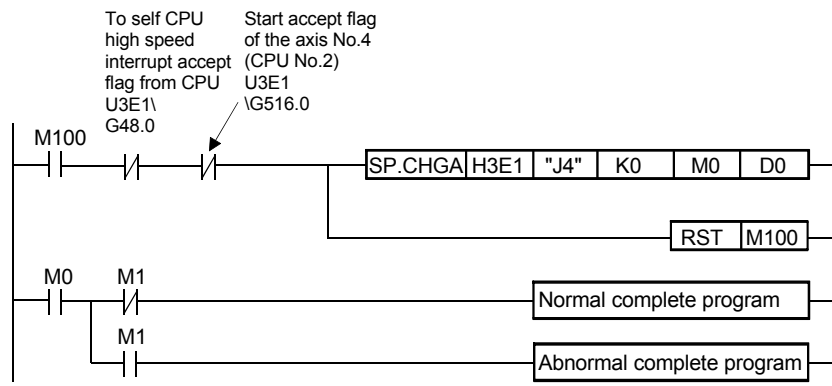 To self CPU
high speed
interrupt accept
flag from CPU
U3E1\
G48.0
Start accept flag
of the axis No.4
(CPU No.2)
U3E1
\G516.0
M100
SP.CHGA H3E1 "J4" K0 M0 D0
RST M100
M0 M1
Normal complete program
M1
Abnormal complete program